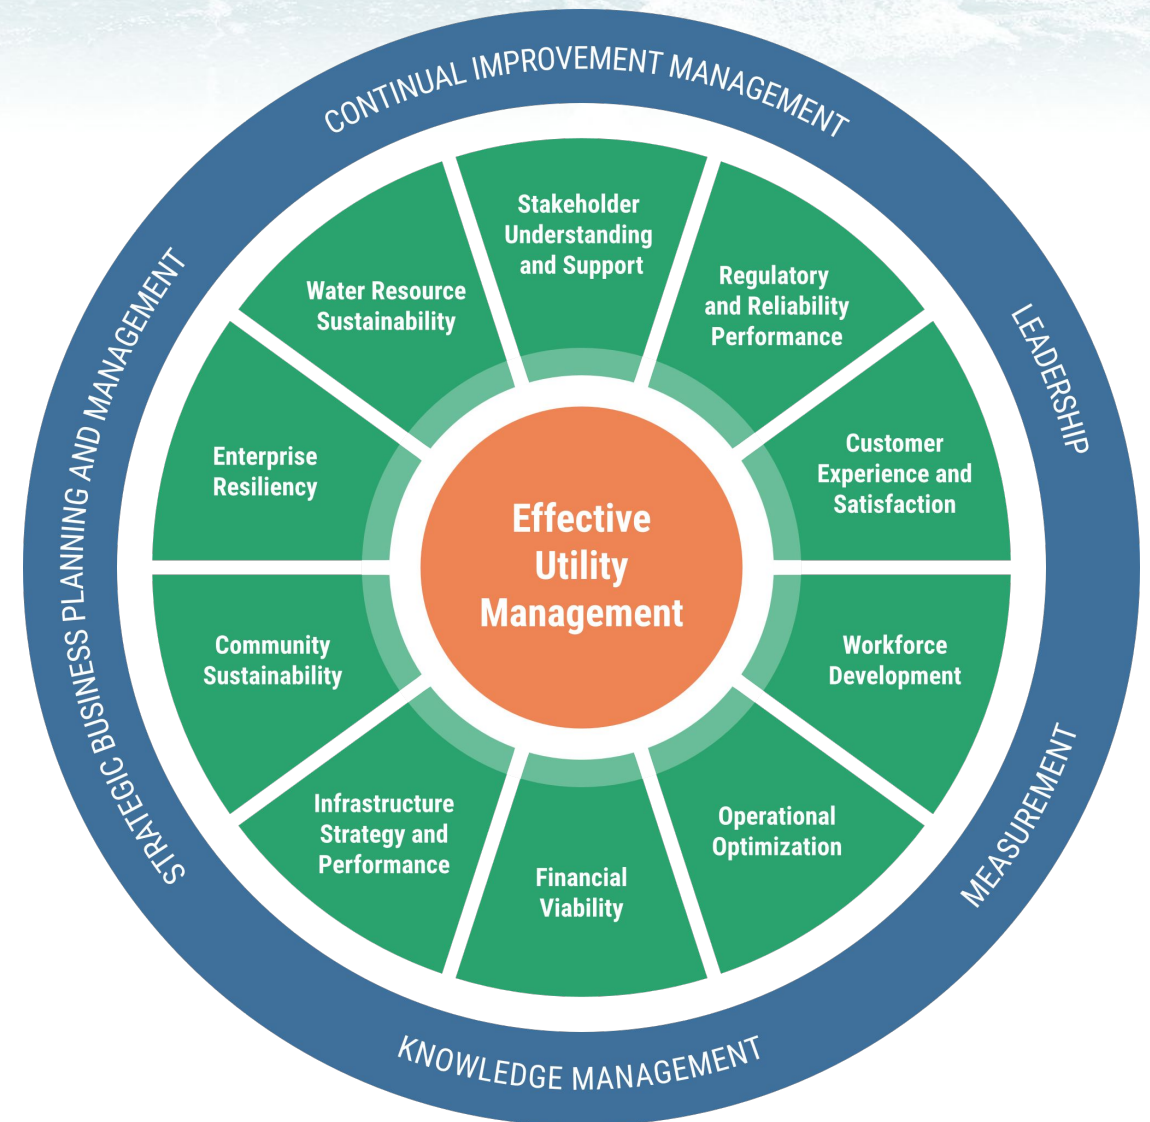 CONTINUAL IMPROVEMENT MANAGEMENT
LEADERSHIP
MEASUREMENT
KNOWLEDGE MANAGEMENT
STRATEGIC BUSINESS PLANNING AND MANAGEMENT
Stakeholder
Understanding
and Support
Regulatory
and Reliability
Performance
Customer
Experience and
Satisfaction
Workforce
Development
Operational
Optimization
Financial
Viability
Infrastructure
Strategy and
Performance
Community
Sustainability
Enterprise
Resiliency
Water Resource
Sustainability
Effective
Utility
Management